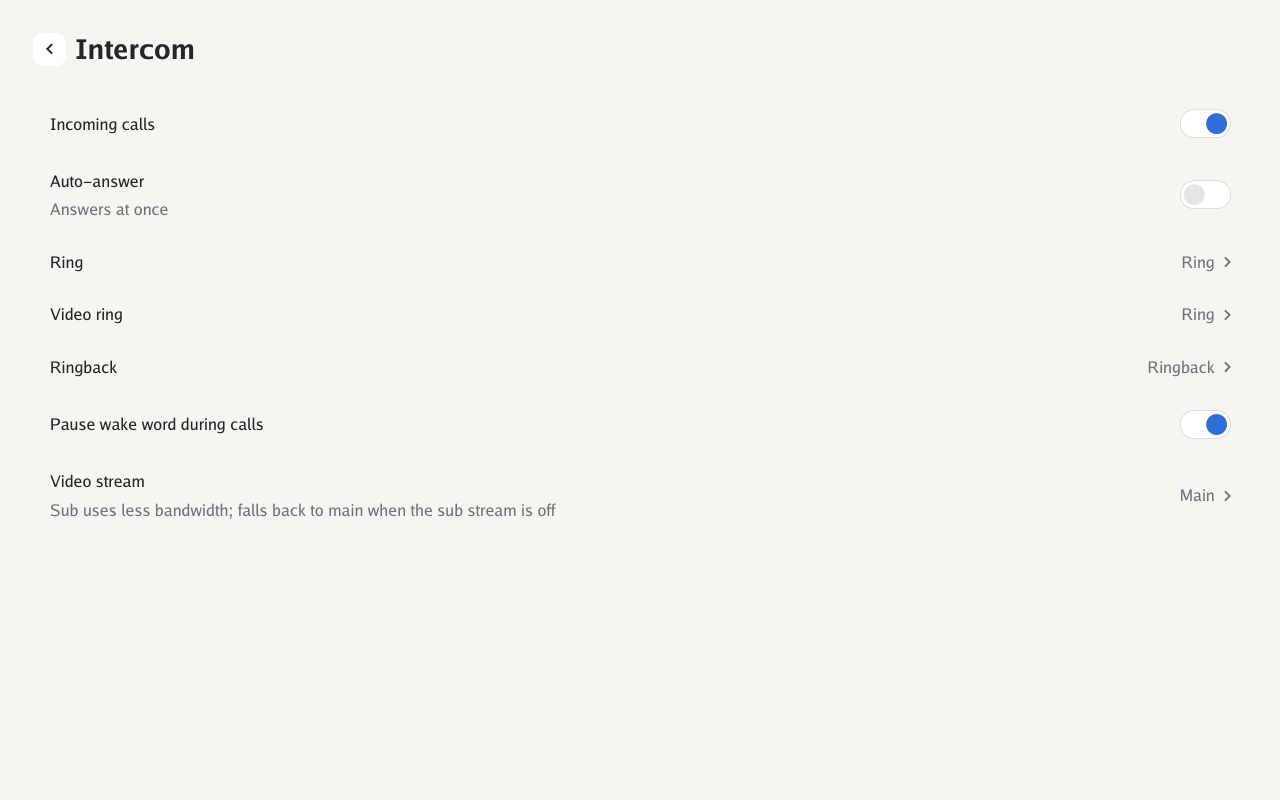 Intercom
Incoming calls
Auto–answer
Answers at once
Ring
Ring
Video ring
Ring
Ringback
Ringback
Pause wake word during calls
Video stream
Sub uses less bandwidth; falls back to main when the sub stream is off
Main